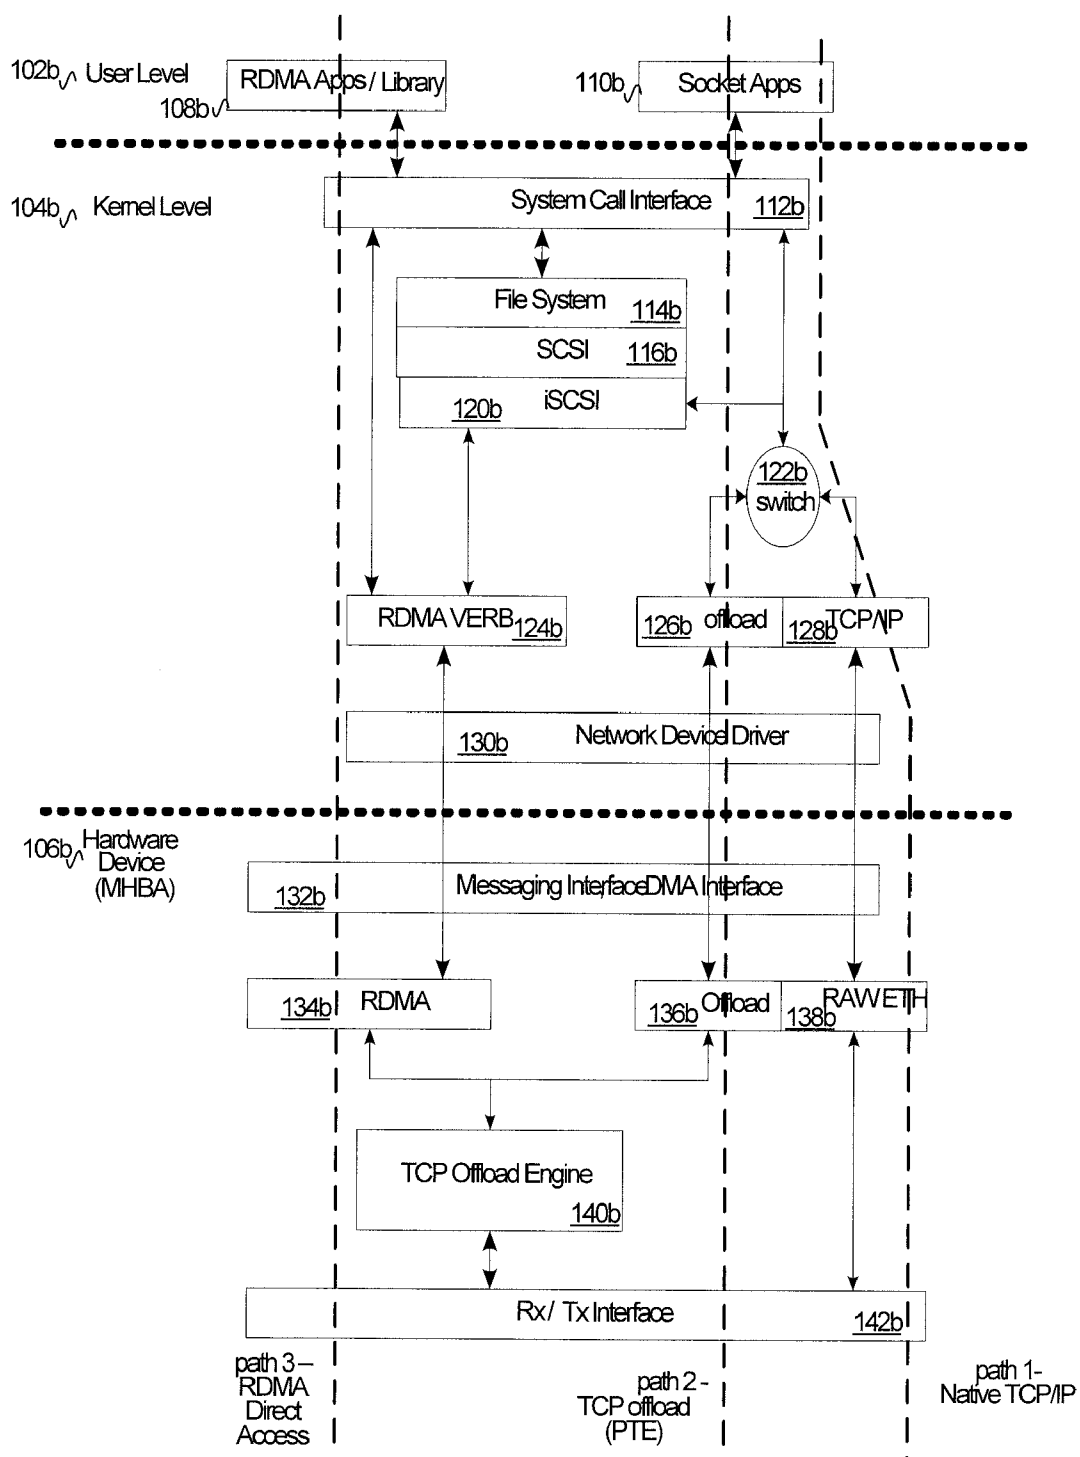 102b User Level
RDMA Apps / Library
108b
110b
Socket Apps
104b Kernel Level
System Call Interface
112b
File System
114b
SCSI
116b
iSCSI
120b
122b
switch
RDMA VERB
124b
126b
offload
128b
TCP/IP
130b
Network Device Driver
106b
Hardware
Device
(MHBA)
132b
Messaging Interface/DMA Interface
134b
RDMA
136b
Offload
138b
RAW ETH
TCP Offload Engine
140b
Rx / Tx Interface
142b
path 3 –
RDMA
Direct
Access
path 2 -
TCP offload
(PTE)
path 1-
Native TCP/IP